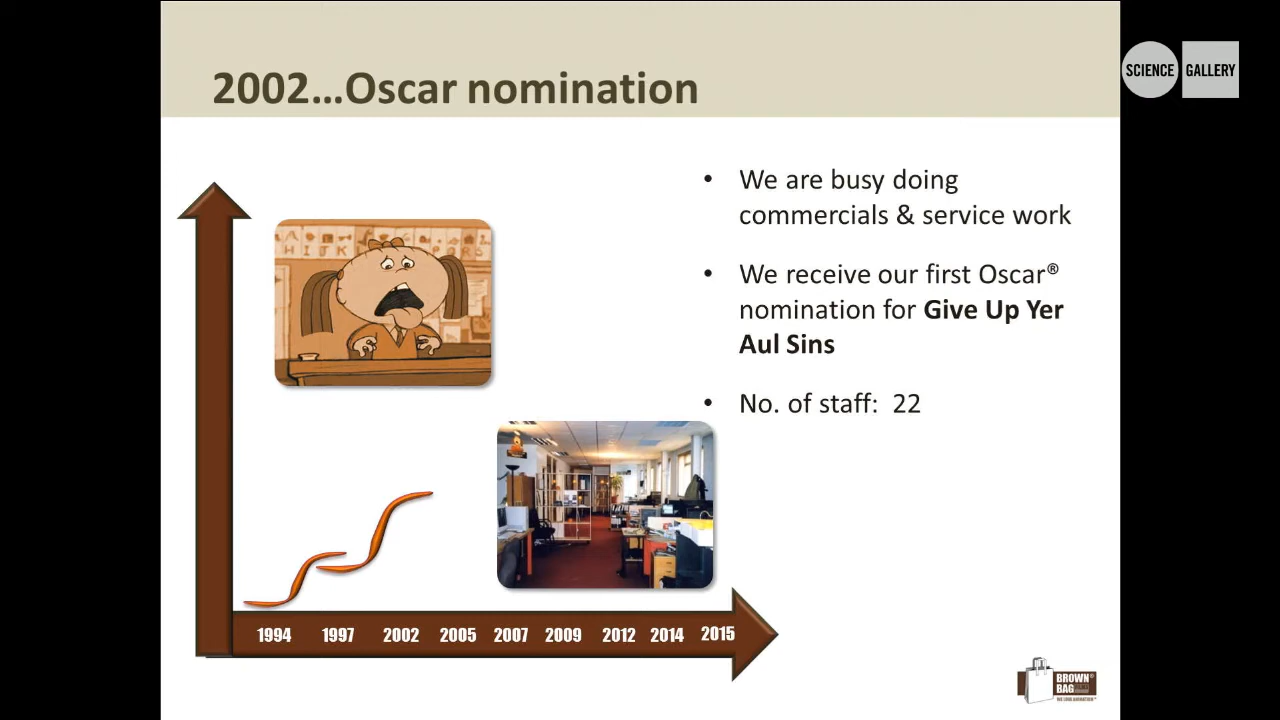 2002…Oscar nomination
SCIENCE GALLERY
• We are busy doing
commercials & service work
• We receive our first Oscar®
nomination for Give Up Yer
Aul Sins
• No. of staff: 22
H I J K
R S
1994 1997 2002 2005 2007 2009 2012 2014 2015
BROWN
BAG